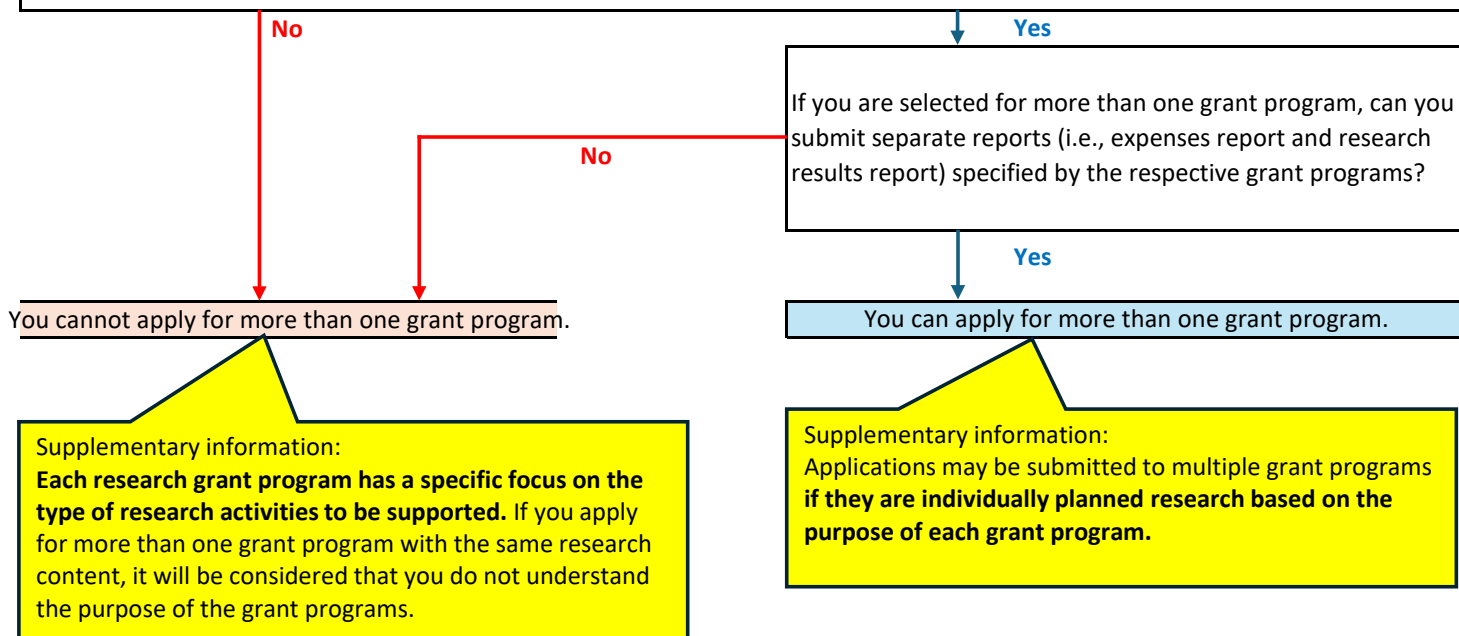 No
Yes
If you are selected for more than one grant program, can you
submit separate reports (i.e., expenses report and research
results report) specified by the respective grant programs?
No
Yes
You cannot apply for more than one grant program.
You can apply for more than one grant program.
Supplementary information:
Each research grant program has a specific focus on the
type of research activities to be supported. If you apply
for more than one grant program with the same research
content, it will be considered that you do not understand
the purpose of the grant programs.
Supplementary information:
Applications may be submitted to multiple grant programs
if they are individually planned research based on the
purpose of each grant program.